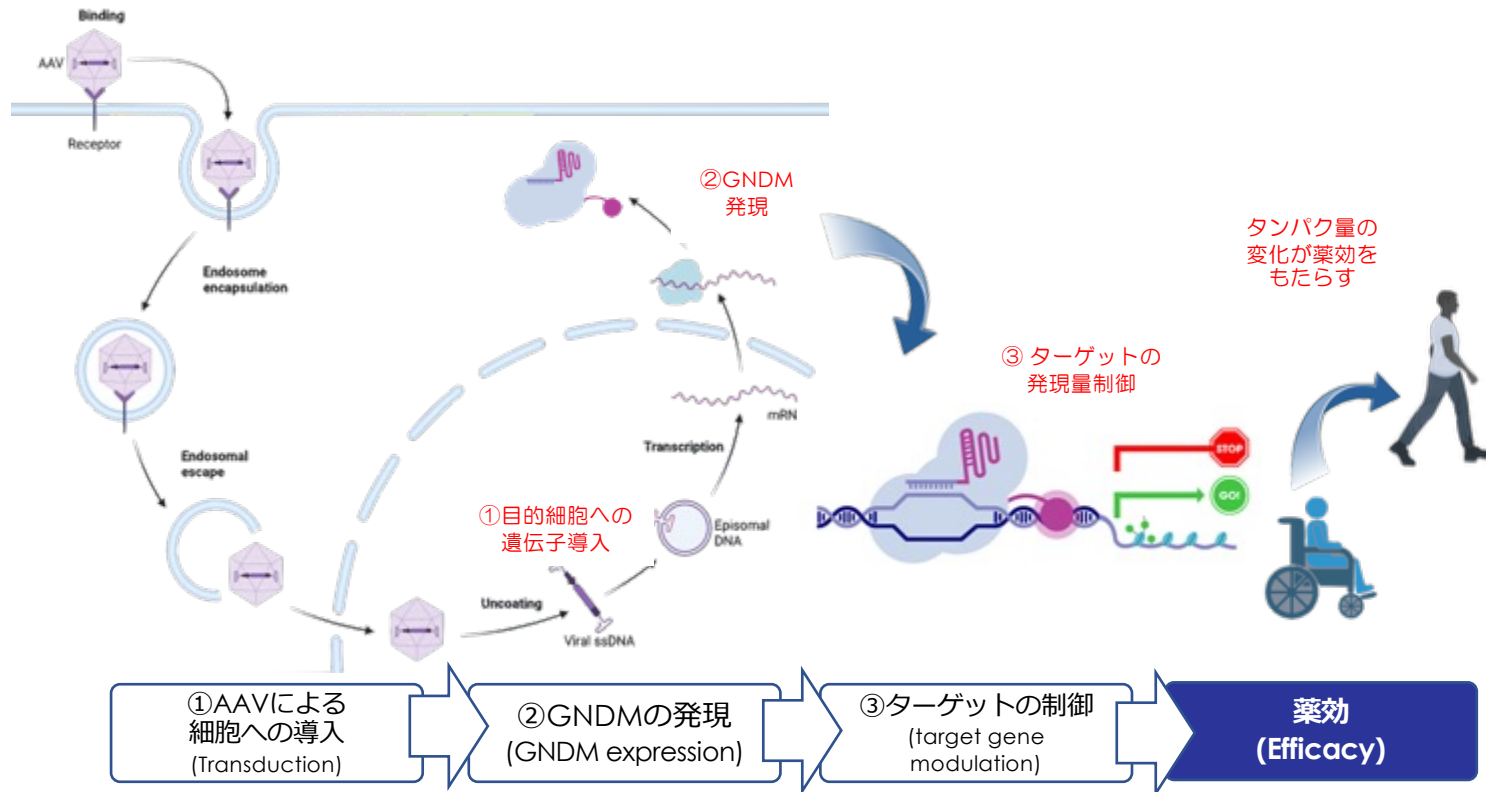 Binding
AAV
Receptor
②GNDM
発現
タンパク量の
変化が薬効を
もたらす
Endosome
encapsulation
③ ターゲットの
発現量制御
mRN
Transcription
STOP
GO!
Endosomal
escape
①目的細胞への
遺伝子導入
Episomal
DNA
Uncoating
Viral ssDNA
①AAVによる
細胞への導入
(Transduction)
②GNDMの発現
(GNDM expression)
③ターゲットの制御
(target gene
modulation)
薬効
(Efficacy)